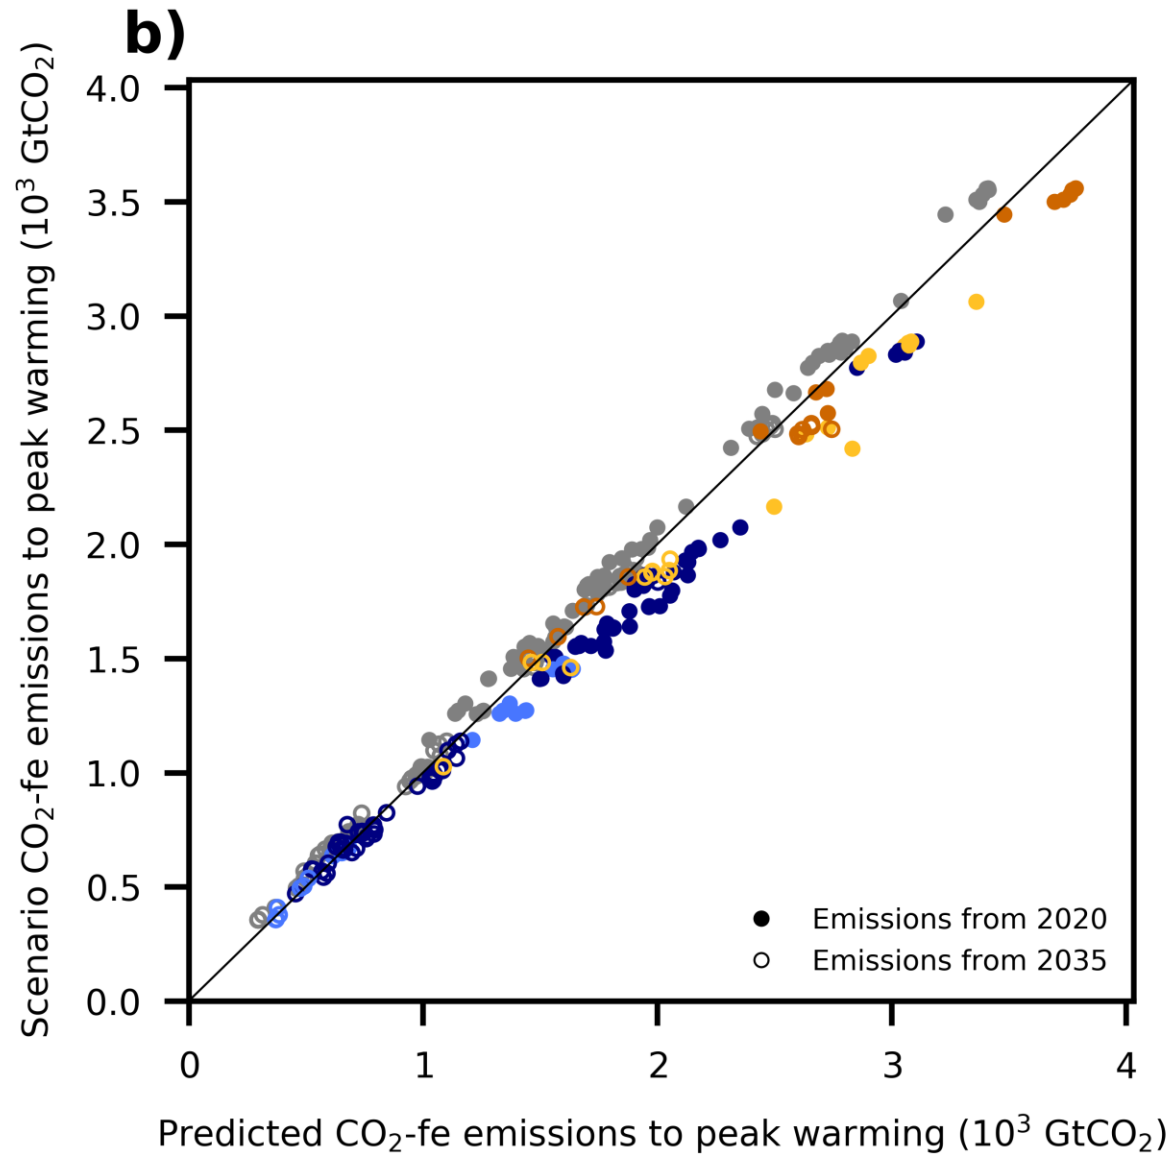 b)
Scenario CO₂-fe emissions to peak warming (10³ GtCO₂)
4.0
3.5
3.0
2.5
2.0
1.5
1.0
0.5
0.0
Emissions from 2020
Emissions from 2035
0 1 2 3 4
Predicted CO₂-fe emissions to peak warming (10³ GtCO₂)